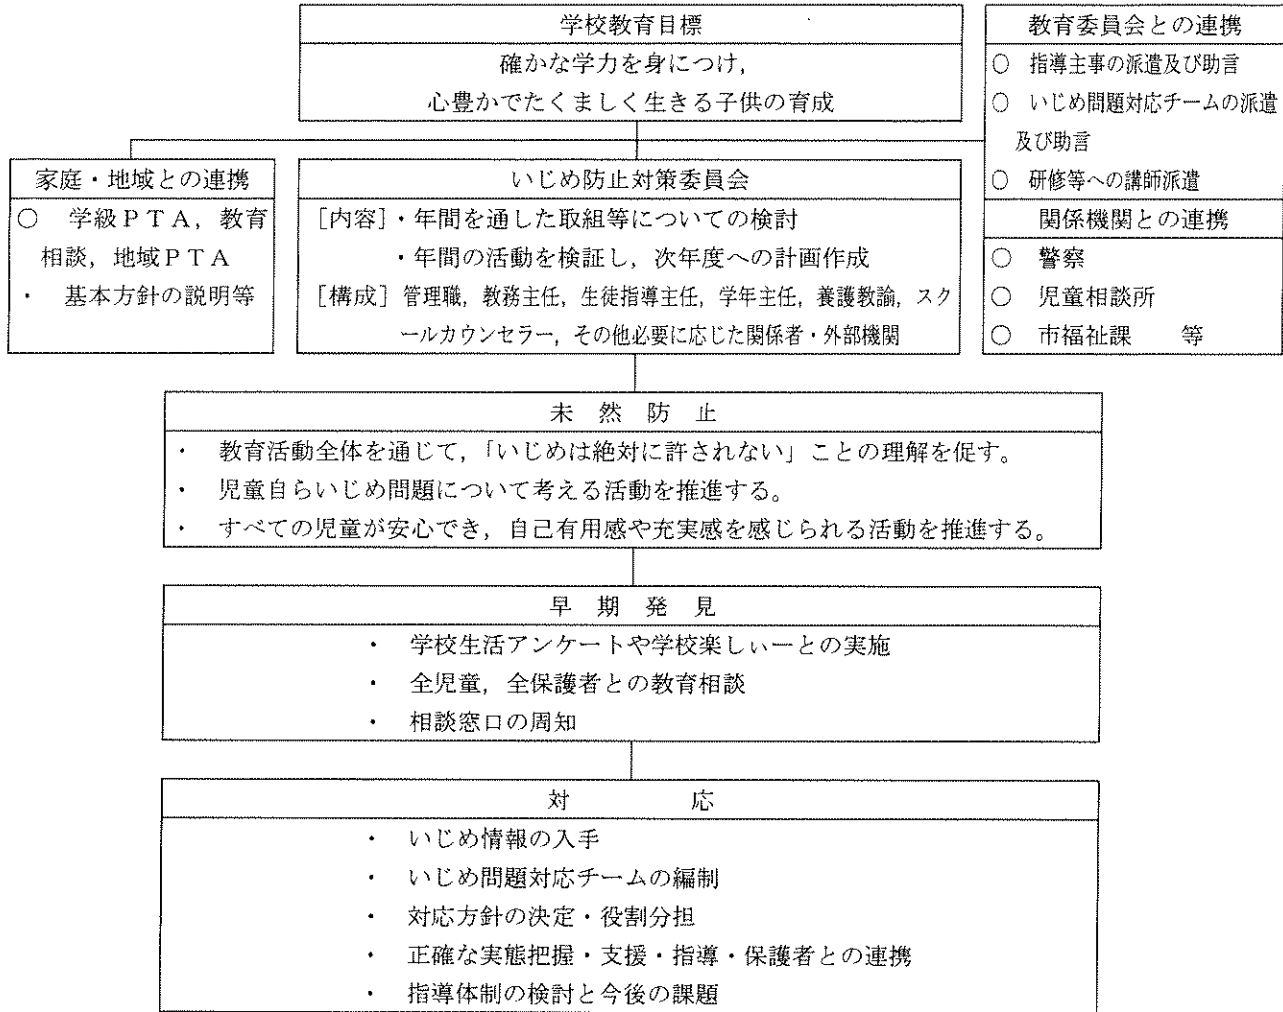 学校教育目標
確かな学力を身につけ，
心豊かでたくましく生きる子供の育成
教育委員会との連携
○　指導主事の派遣及び助言
○　いじめ問題対応チームの派遣
及び助言
○　研修等への講師派遣
関係機関との連携
○　警察
○　児童相談所
○　市福祉課　　等
家庭・地域との連携
○　学級ＰＴＡ，教育
相談，地域ＰＴＡ
・　基本方針の説明等
いじめ防止対策委員会
［内容］・年間を通した取組等についての検討
・年間の活動を検証し，次年度への計画作成
［構成］管理職，教務主任，生徒指導主任，学年主任，養護教諭，スク
ールカウンセラー，その他必要に応じた関係者・外部機関
未　然　防　止
・　教育活動全体を通じて，「いじめは絶対に許されない」ことの理解を促す。
・　児童自らいじめ問題について考える活動を推進する。
・　すべての児童が安心でき，自己有用感や充実感を感じられる活動を推進する。
早　期　発　見
・　学校生活アンケートや学校楽しぃーとの実施
・　全児童，全保護者との教育相談
・　相談窓口の周知
対　　　　　応
・　いじめ情報の入手
・　いじめ問題対応チームの編制
・　対応方針の決定・役割分担
・　正確な実態把握・支援・指導・保護者との連携
・　指導体制の検討と今後の課題